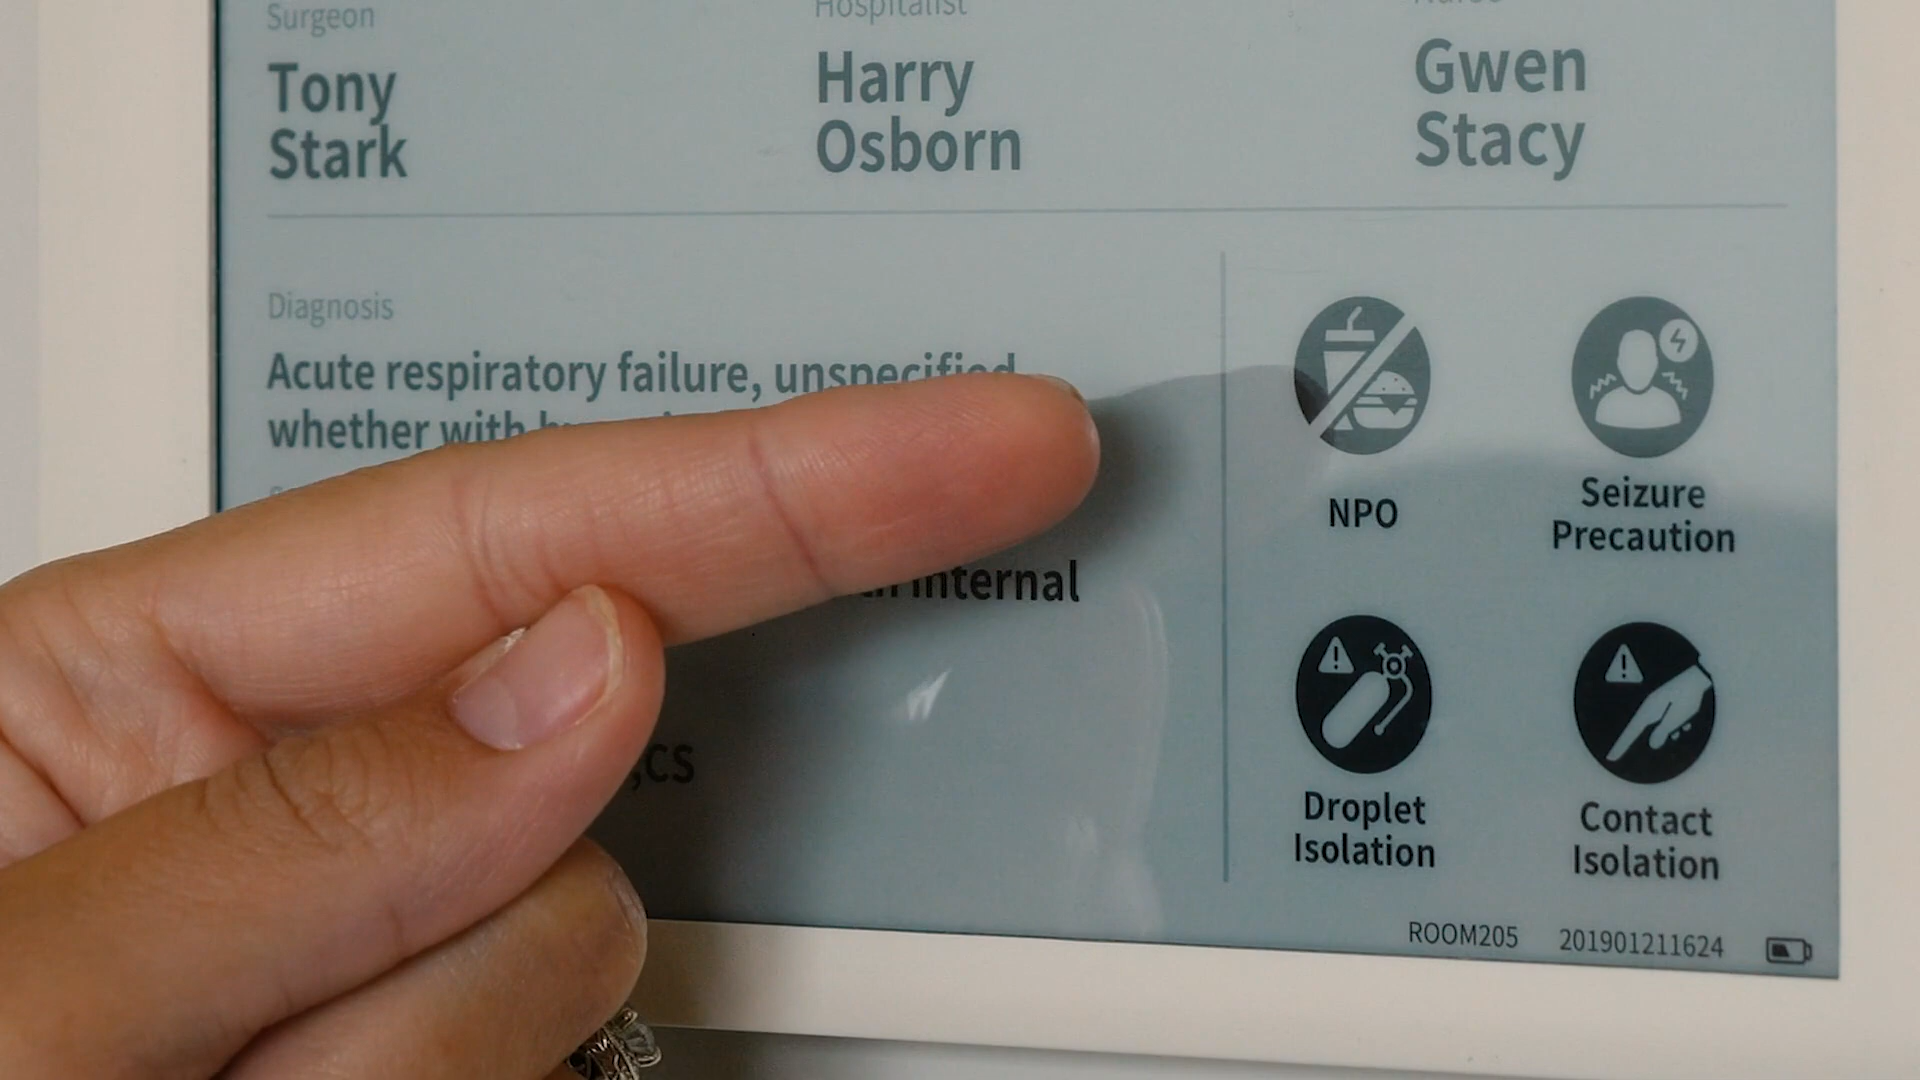 Surgeon
Hospitalist
Nurse
Tony
Stark
Harry
Osborn
Gwen
Stacy
Diagnosis
Acute respiratory failure, unspecified
whether with
internal
,CS
NPO
Seizure
Precaution
Droplet
Isolation
Contact
Isolation
ROOM205
201901211624